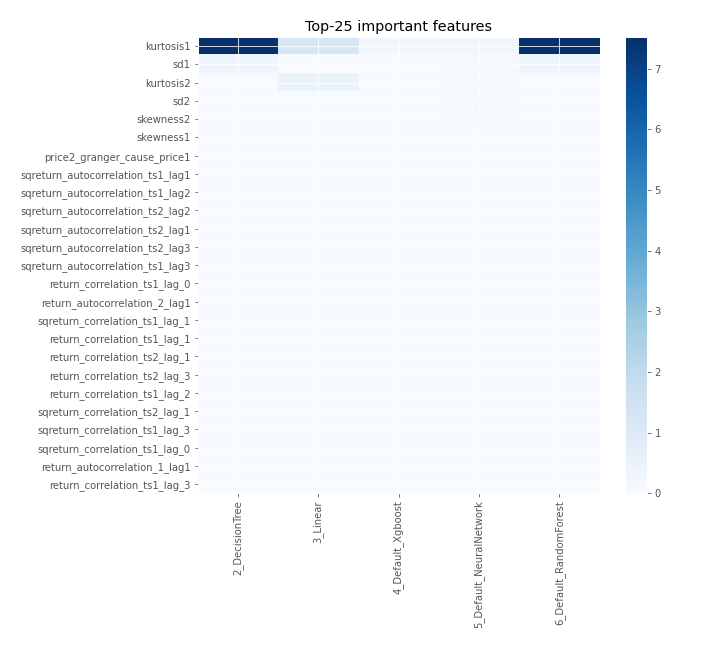 Top-25 important features
kurtosis1
sd1
kurtosis2
sd2
skewness2
skewness1
price2_granger_cause_price1
sqreturn_autocorrelation_ts1_lag1
sqreturn_autocorrelation_ts1_lag2
sqreturn_autocorrelation_ts2_lag2
sqreturn_autocorrelation_ts2_lag1
sqreturn_autocorrelation_ts2_lag3
sqreturn_autocorrelation_ts1_lag3
return_correlation_ts1_lag_0
return_autocorrelation_2_lag1
sqreturn_correlation_ts1_lag_1
return_correlation_ts1_lag_1
return_correlation_ts2_lag_1
return_correlation_ts2_lag_3
return_correlation_ts1_lag_2
sqreturn_correlation_ts2_lag_1
sqreturn_correlation_ts1_lag_3
sqreturn_correlation_ts1_lag_0
return_autocorrelation_1_lag1
return_correlation_ts1_lag_3
2_DecisionTree
3_Linear
4_Default_Xgboost
5_Default_NeuralNetwork
6_Default_RandomForest
7
6
5
4
3
2
1
0